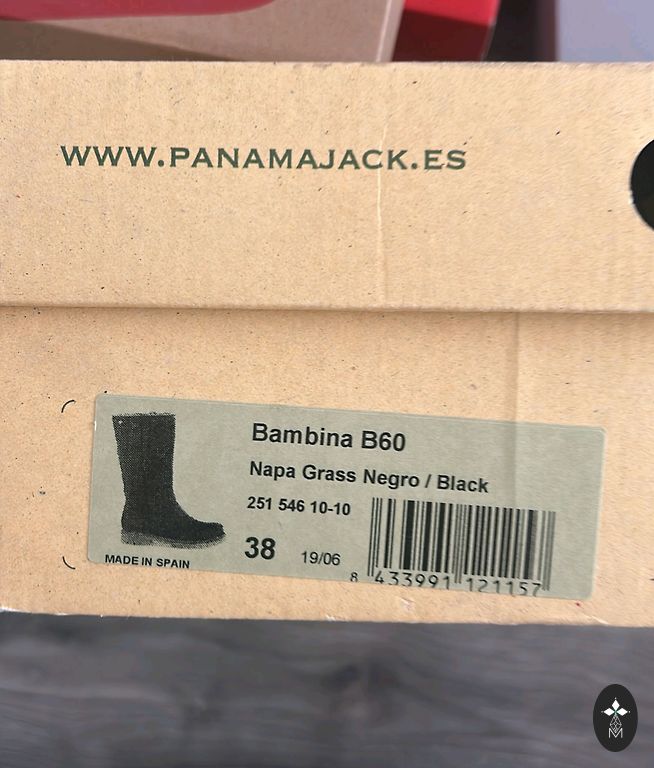 WWW.PANAMAJACK.ES
Bambina B60
Napa Grass Negro / Black
251 546 10-10
38 19/06
MADE IN SPAIN
8 433991 121157
M